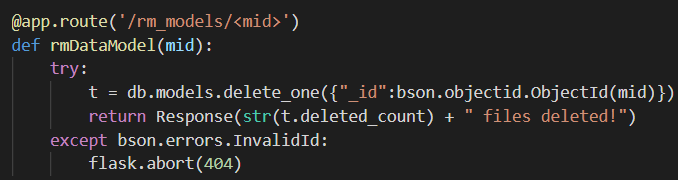 @app.route('/rm_models/<mid>')
def rmDataModel(mid):
    try:
        t = db.models.delete_one({"_id":bson.objectid.ObjectId(mid)})
        return Response(str(t.deleted_count) + " files deleted!")
    except bson.errors.InvalidId:
        flask.abort(404)